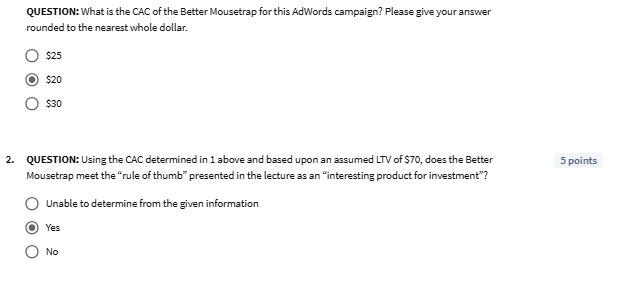 QUESTION: What is the CAC of the Better Mousetrap for this AdWords campaign? Please give your answer
rounded to the nearest whole dollar.
$25
$20
$30
2. QUESTION: Using the CAC determined in 1 above and based upon an assumed LTV of $70, does the Better
5 points
Mousetrap meet the "rule of thumb" presented in the lecture as an "interesting product for investment"?
Unable to determine from the given information
Yes
No